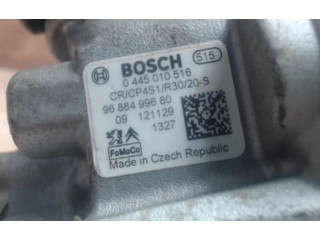 BOSCH 515
0 445 010 516
CR/CP4S1/R30/20-S
96 884 996 80
09 121129
1327
FoMoCo
Made in Czech Republic